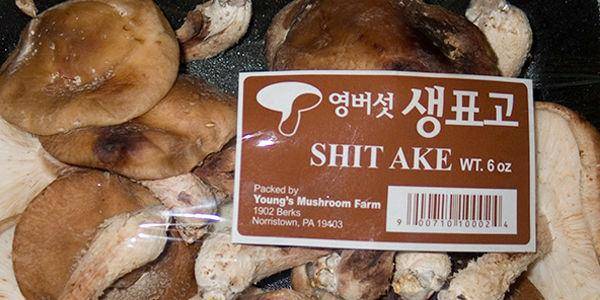 영버섯 생표고
SHIT AKE WT. 6 oz
Packed by
Young's Mushroom Farm
1902 Berks
Norristown, PA 19403
9 00710 10002 4